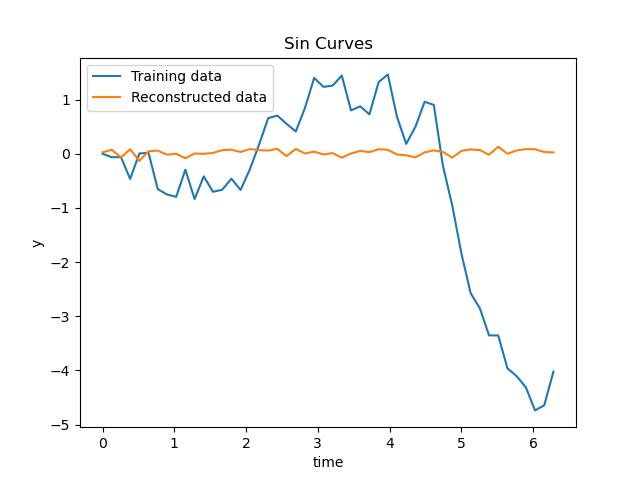 Sin Curves
Training data
Reconstructed data
1
0
−1
−2
−3
−4
−5
y
0 1 2 3 4 5 6
time